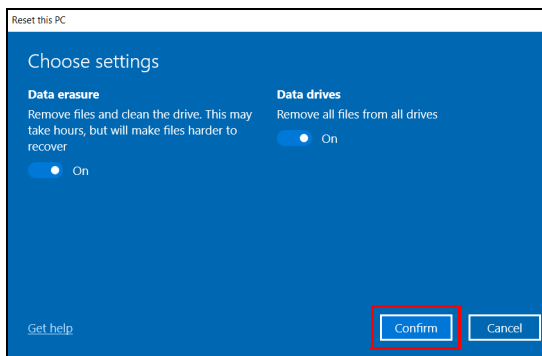 Reset this PC
Choose settings
Data erasure
Remove files and clean the drive. This may
take hours, but will make files harder to
recover
On
Data drives
Remove all files from all drives
On
Get help
Confirm
Cancel